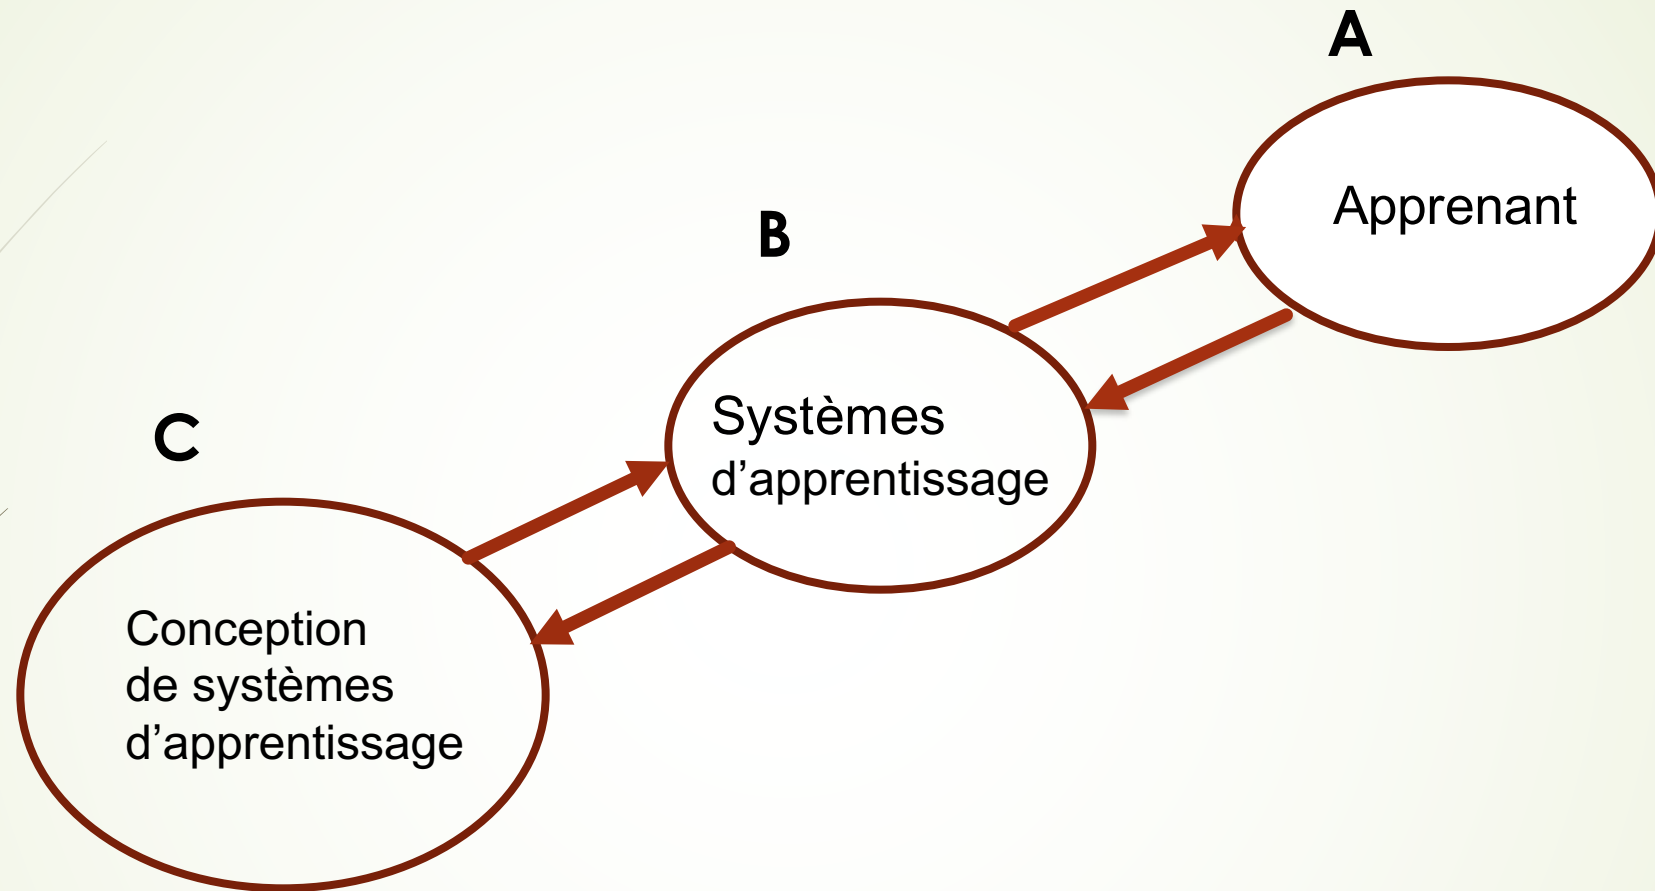 A
Apprenant
B
Systèmes
d’apprentissage
C
Conception
de systèmes
d’apprentissage